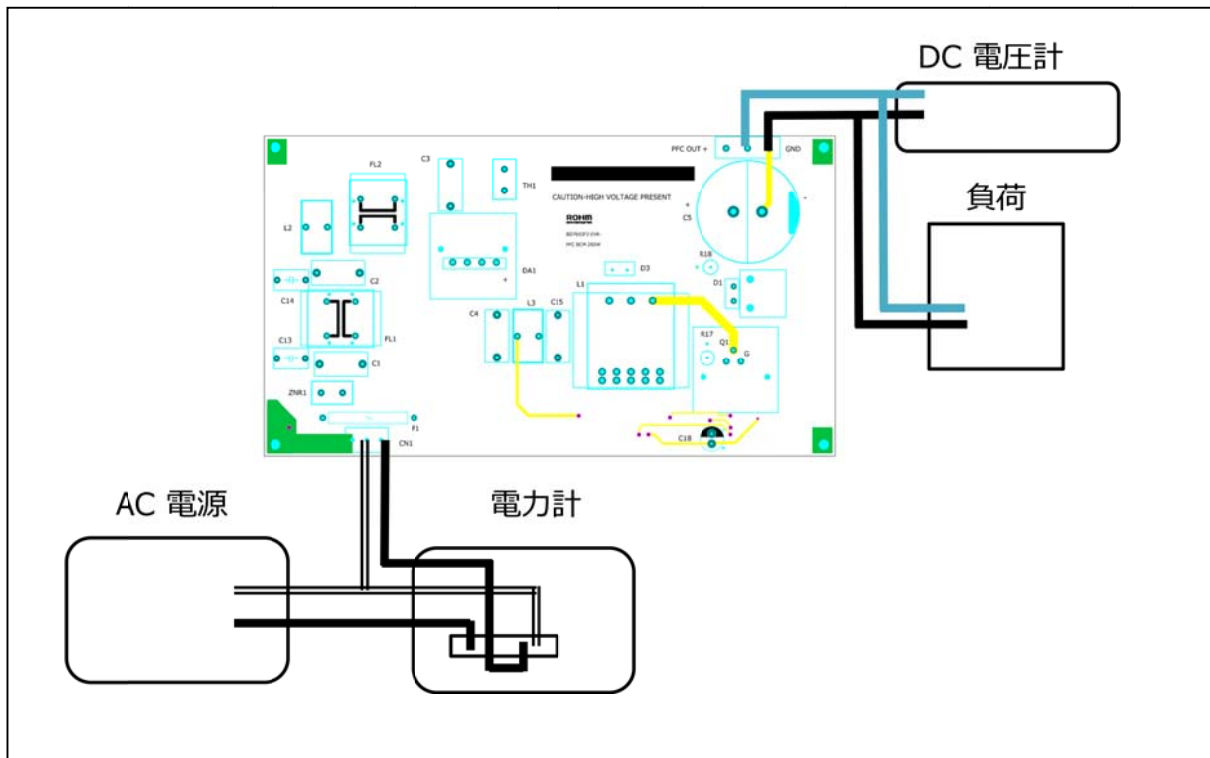 DC 電圧計
PFC OUT +
GND
FL2
C3
TH1
CAUTION-HIGH VOLTAGE PRESENT
ROHM
+
C5
-
L2
R18
DA1
+
D3
D1
C2
L1
C14
C4
L3
C15
FL1
R17
Q1
G
C13
C1
ZNR1
F1
CN1
C18
負荷
AC 電源
電力計